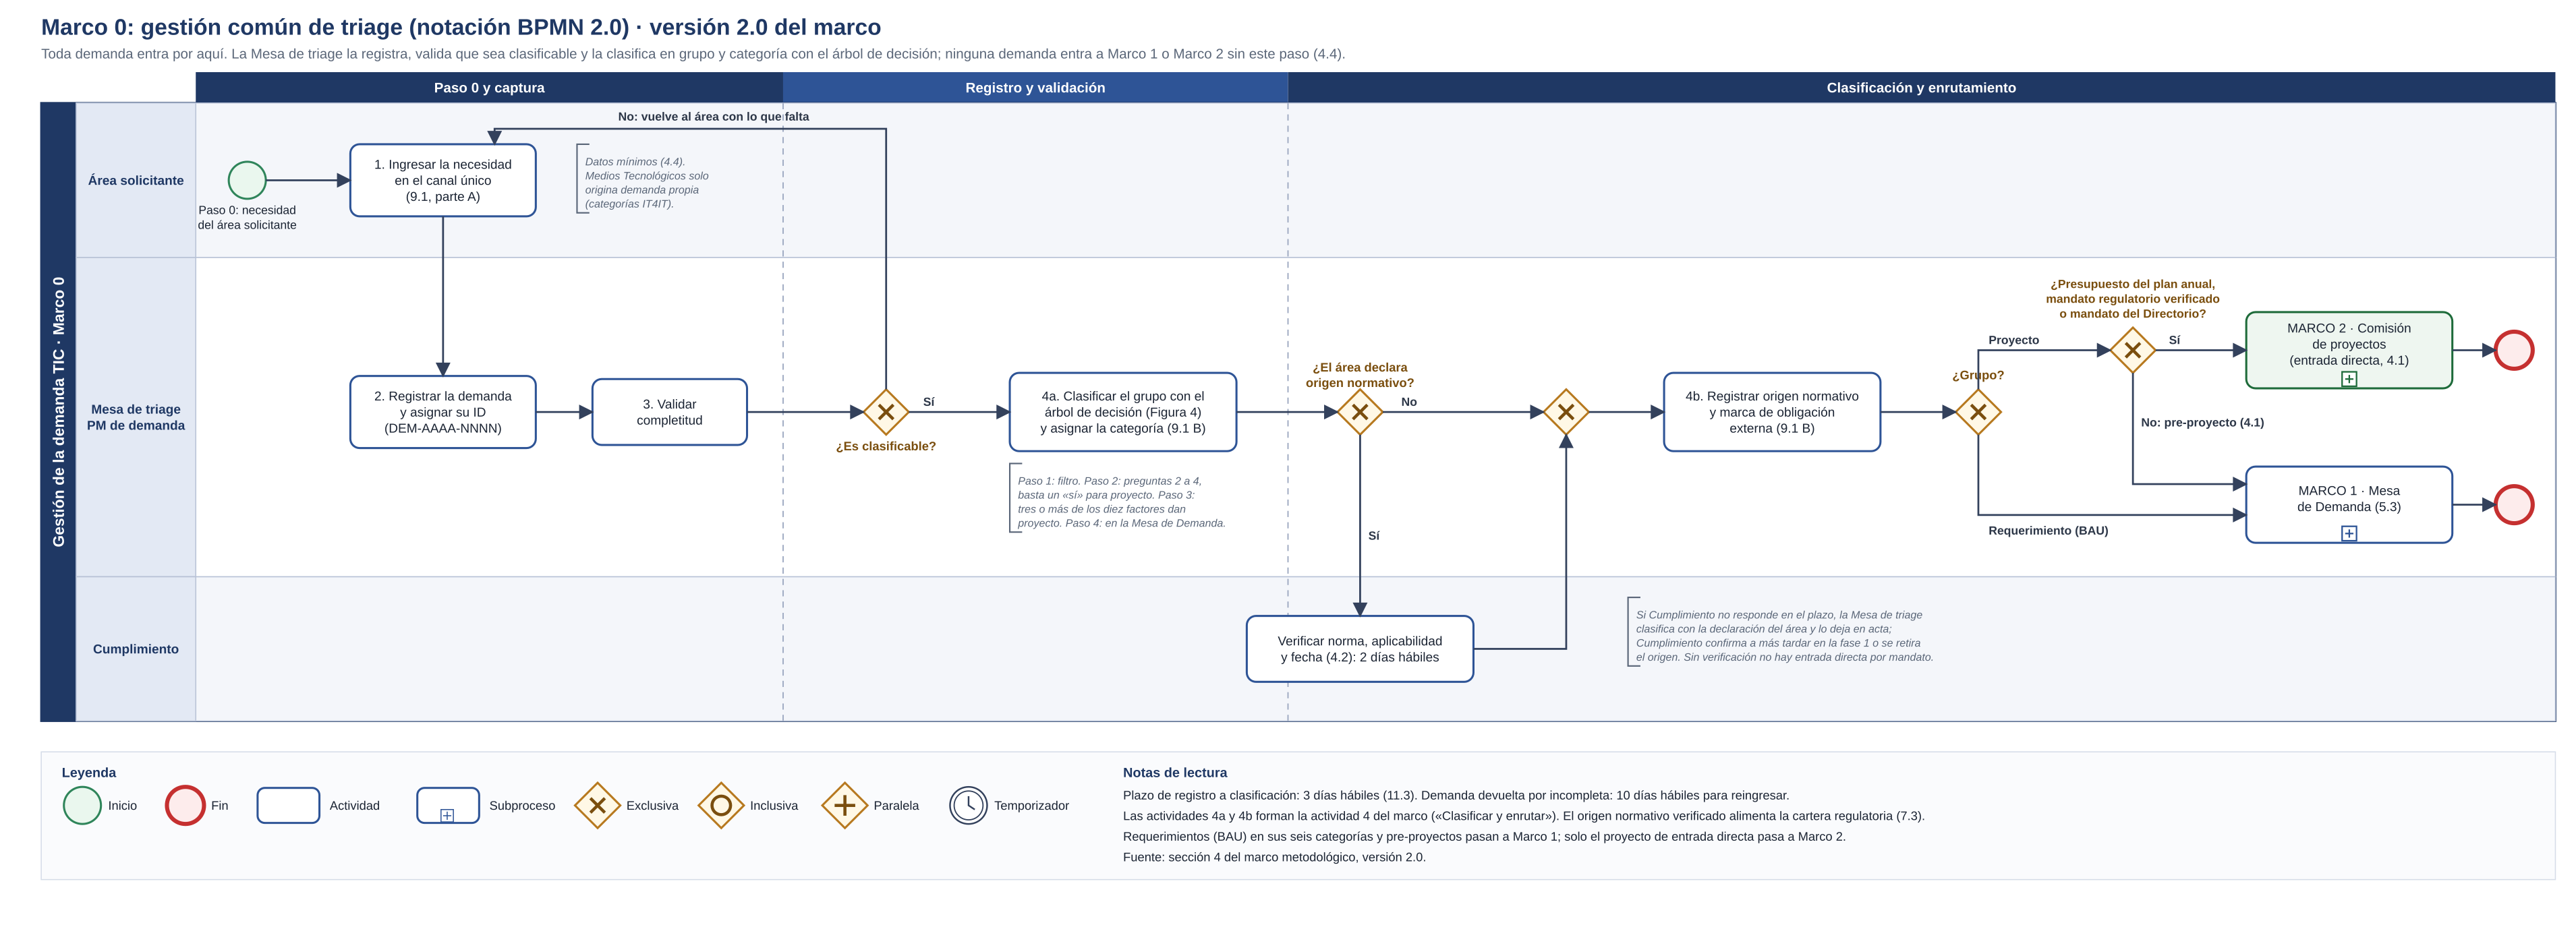 Marco 0: gestión común de triage (notación BPMN 2.0) · versión 2.0 del marco
Toda demanda entra por aquí. La Mesa de triage la registra, valida que sea clasificable y la clasifica en grupo y categoría con el árbol de decisión; ninguna demanda entra a Marco 1 o Marco 2 sin este paso (4.4).
Paso 0 y captura
Registro y validación
Clasificación y enrutamiento
Gestión de la demanda TIC · Marco 0
Área solicitante
Paso 0: necesidad
del área solicitante
1. Ingresar la necesidad
en el canal único
(9.1, parte A)
Datos mínimos (4.4).
Medios Tecnológicos solo
origina demanda propia
(categorías IT4IT).
No: vuelve al área con lo que falta
Mesa de triage
PM de demanda
2. Registrar la demanda
y asignar su ID
(DEM-AAAA-NNNN)
3. Validar
completitud
¿Es clasificable?
Sí
4a. Clasificar el grupo con el
árbol de decisión (Figura 4)
y asignar la categoría (9.1 B)
Paso 1: filtro. Paso 2: preguntas 2 a 4,
basta un «sí» para proyecto. Paso 3:
tres o más de los diez factores dan
proyecto. Paso 4: en la Mesa de Demanda.
¿El área declara
origen normativo?
No
Sí
4b. Registrar origen normativo
y marca de obligación
externa (9.1 B)
¿Grupo?
Proyecto
Requerimiento (BAU)
¿Presupuesto del plan anual,
mandato regulatorio verificado
o mandato del Directorio?
Sí
No: pre-proyecto (4.1)
MARCO 2 · Comisión
de proyectos
(entrada directa, 4.1)
MARCO 1 · Mesa
de Demanda (5.3)
Cumplimiento
Verificar norma, aplicabilidad
y fecha (4.2): 2 días hábiles
Si Cumplimiento no responde en el plazo, la Mesa de triage
clasifica con la declaración del área y lo deja en acta;
Cumplimiento confirma a más tardar en la fase 1 o se retira
el origen. Sin verificación no hay entrada directa por mandato.
Leyenda
Inicio
Fin
Actividad
Subproceso
Exclusiva
Inclusiva
Paralela
Temporizador
Notas de lectura
Plazo de registro a clasificación: 3 días hábiles (11.3). Demanda devuelta por incompleta: 10 días hábiles para reingresar.
Las actividades 4a y 4b forman la actividad 4 del marco («Clasificar y enrutar»). El origen normativo verificado alimenta la cartera regulatoria (7.3).
Requerimientos (BAU) en sus seis categorías y pre-proyectos pasan a Marco 1; solo el proyecto de entrada directa pasa a Marco 2.
Fuente: sección 4 del marco metodológico, versión 2.0.